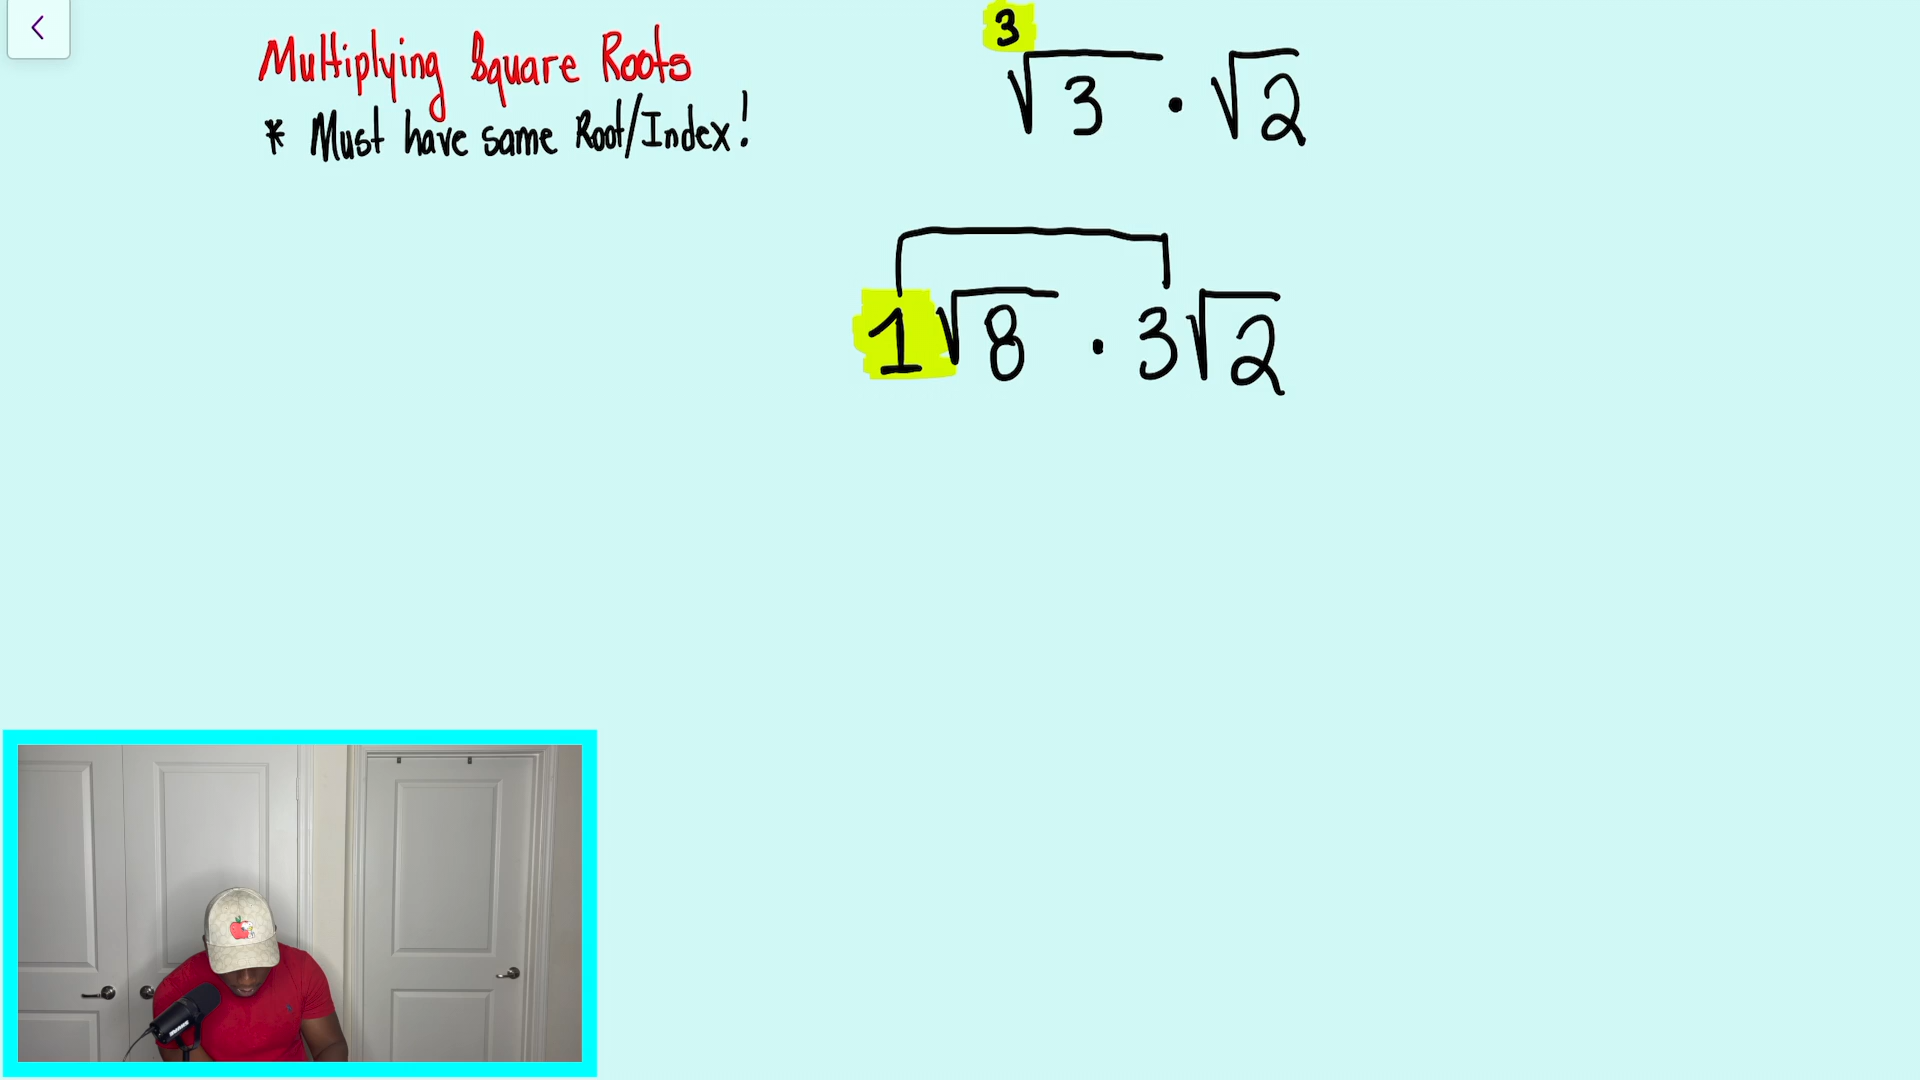 Multiplying Square Roots
* Must have same Root/Index!
3
√3 · √2
1√8 · 3√2